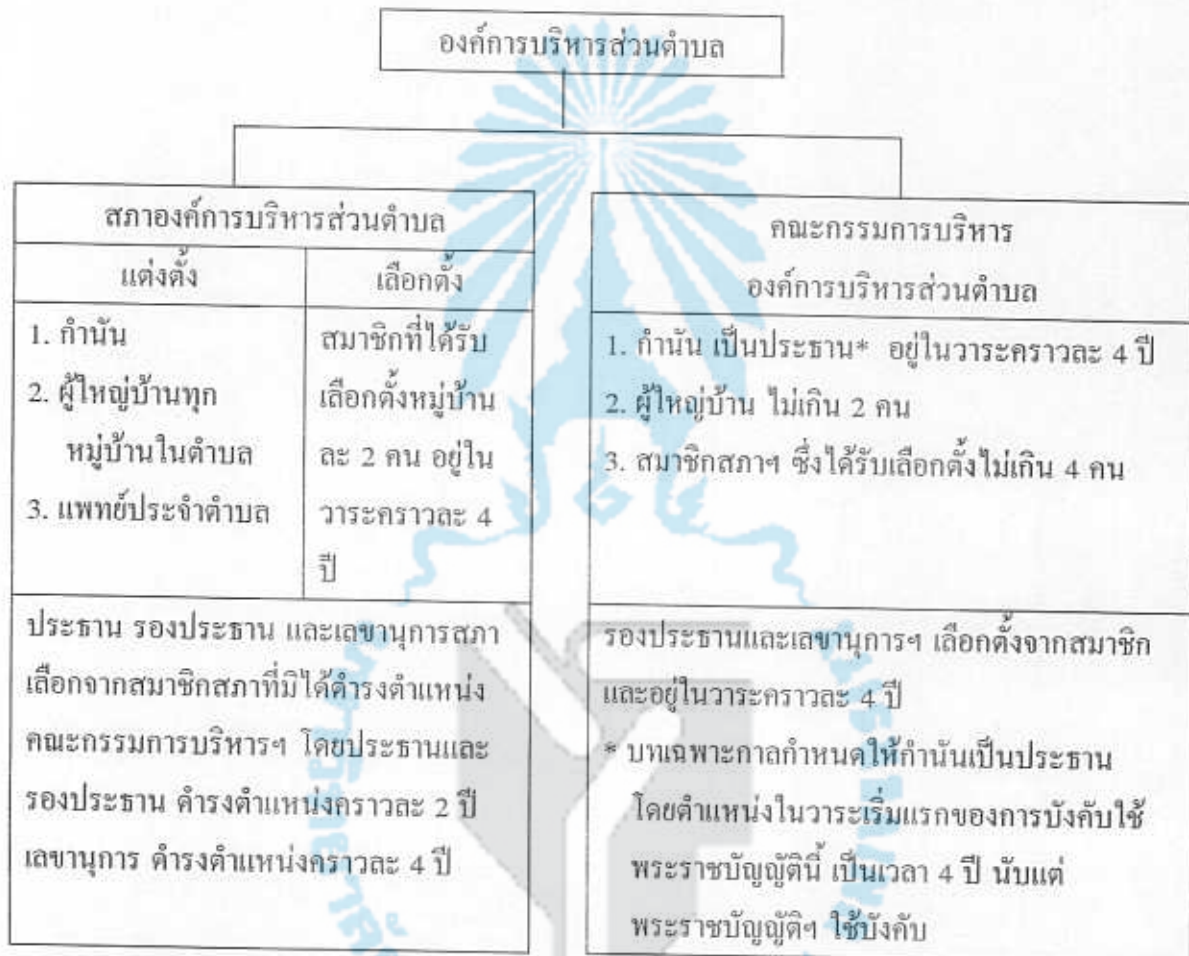 องค์การบริหารส่วนตำบล
สภาองค์การบริหารส่วนตำบล
แต่งตั้ง
เลือกตั้ง
1. กำนัน
2. ผู้ใหญ่บ้านทุก
หมู่บ้านในตำบล
3. แพทย์ประจำตำบล
สมาชิกที่ได้รับ
เลือกตั้งหมู่บ้าน
ละ 2 คน อยู่ใน
วาระคราวละ 4
ปี
ประธาน รองประธาน และเลขานุการสภา
เลือกจากสมาชิกสภาที่มิได้ดำรงตำแหน่ง
คณะกรรมการบริหารฯ โดยประธานและ
รองประธาน ดำรงตำแหน่งคราวละ 2 ปี
เลขานุการ ดำรงตำแหน่งคราวละ 4 ปี
คณะกรรมการบริหาร
องค์การบริหารส่วนตำบล
1. กำนัน เป็นประธาน* อยู่ในวาระคราวละ 4 ปี
2. ผู้ใหญ่บ้าน ไม่เกิน 2 คน
3. สมาชิกสภาฯ ซึ่งได้รับเลือกตั้งไม่เกิน 4 คน
รองประธานและเลขานุการฯ เลือกตั้งจากสมาชิก
และอยู่ในวาระคราวละ 4 ปี
* บทเฉพาะกาลกำหนดให้กำนันเป็นประธาน
โดยตำแหน่งในวาระเริ่มแรกของการบังคับใช้
พระราชบัญญัตินี้ เป็นเวลา 4 ปี นับแต่
พระราชบัญญัติฯ ใช้บังคับ